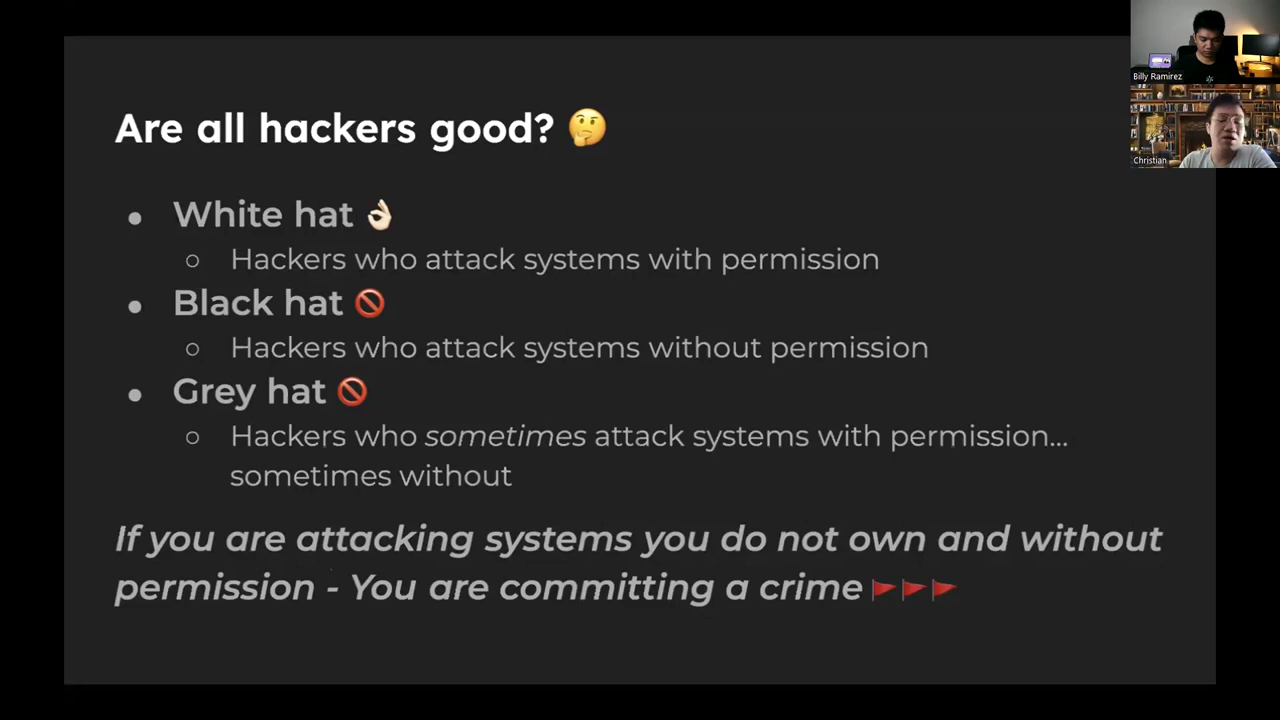 Are all hackers good? 🤔
● White hat 👌🏻
○ Hackers who attack systems with permission
● Black hat 🚫
○ Hackers who attack systems without permission
● Grey hat 🚫
○ Hackers who sometimes attack systems with permission...
sometimes without
If you are attacking systems you do not own and without
permission - You are committing a crime 🚩🚩🚩
Billy Ramirez
Christian